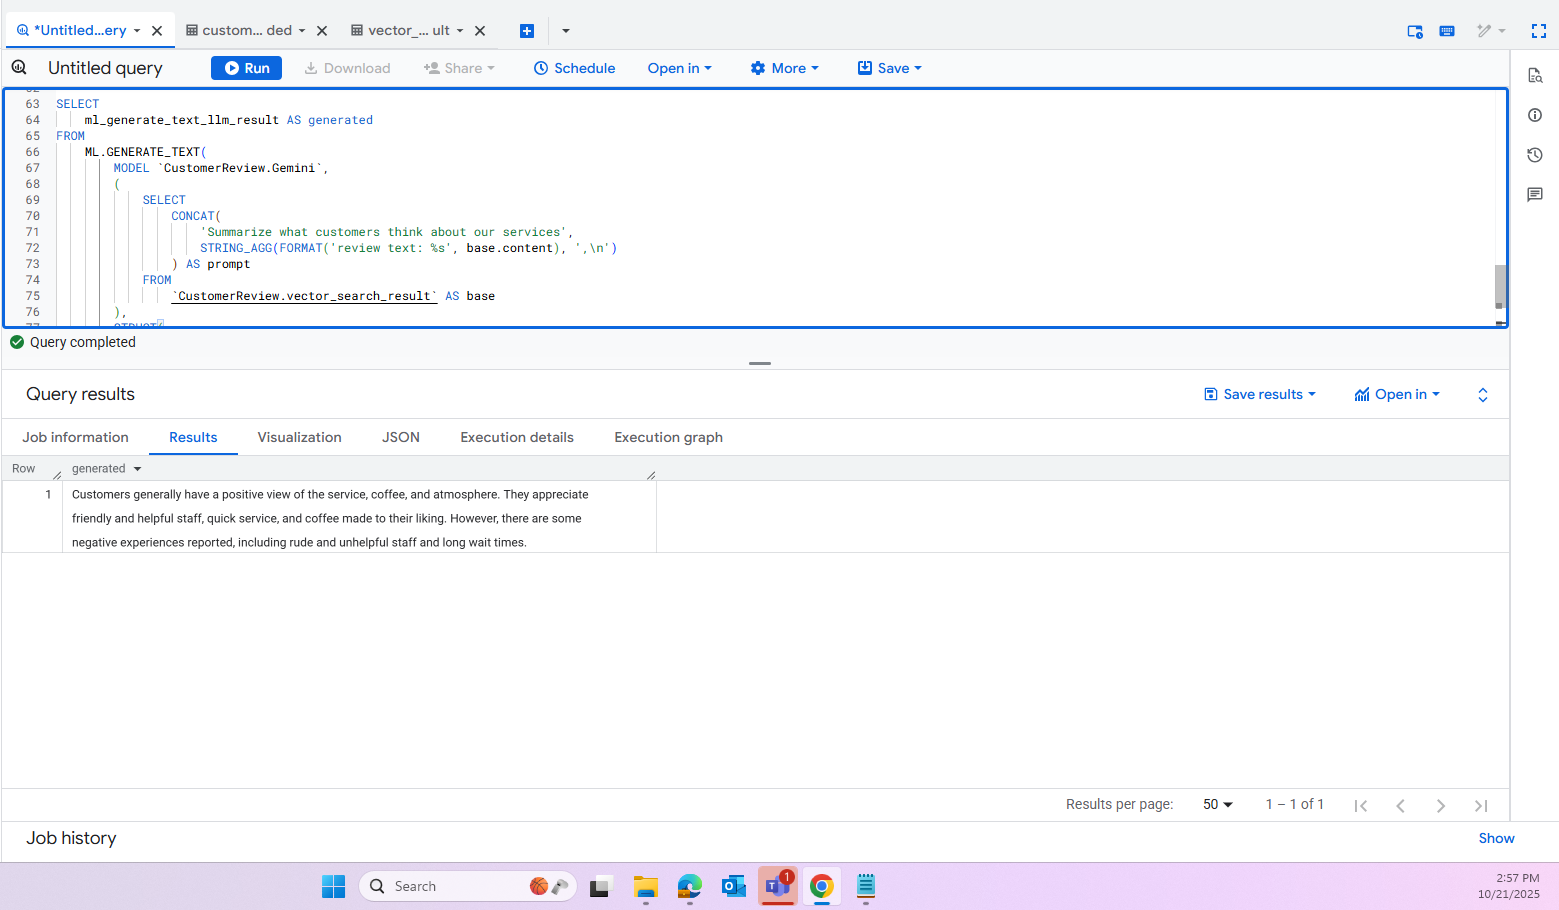 *Untitled...ery
custom... ded
vector_... ult
Untitled query
Run
Download
Share
Schedule
Open in
More
Save
63 SELECT
64 ml_generate_text_llm_result AS generated
65 FROM
66 ML.GENERATE_TEXT(
67 MODEL `CustomerReview.Gemini`,
68 (
69 SELECT
70 CONCAT(
71 'Summarize what customers think about our services',
72 STRING_AGG(FORMAT('review text: %s', base.content), ',\n')
73 ) AS prompt
74 FROM
75 `CustomerReview.vector_search_result` AS base
76 ),
77 STRUCT(
Query completed
Query results
Save results
Open in
Job information
Results
Visualization
JSON
Execution details
Execution graph
Row
generated
1
Customers generally have a positive view of the service, coffee, and atmosphere. They appreciate
friendly and helpful staff, quick service, and coffee made to their liking. However, there are some
negative experiences reported, including rude and unhelpful staff and long wait times.
Results per page:
50
1 – 1 of 1
Job history
Show
Search
1
2:57 PM
10/21/2025